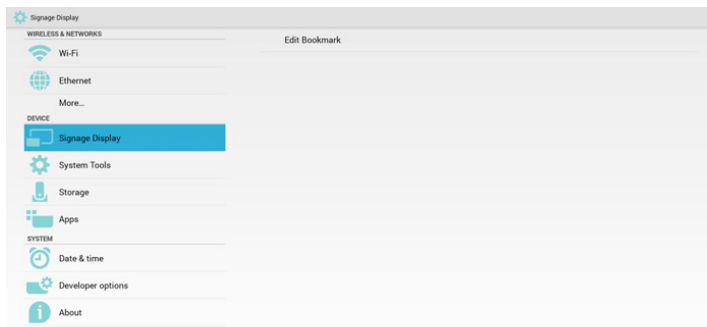 Signage Display
WIRELESS & NETWORKS
Wi-Fi
Ethernet
More...
DEVICE
Signage Display
System Tools
Storage
Apps
SYSTEM
Date & time
Developer options
About
Edit Bookmark